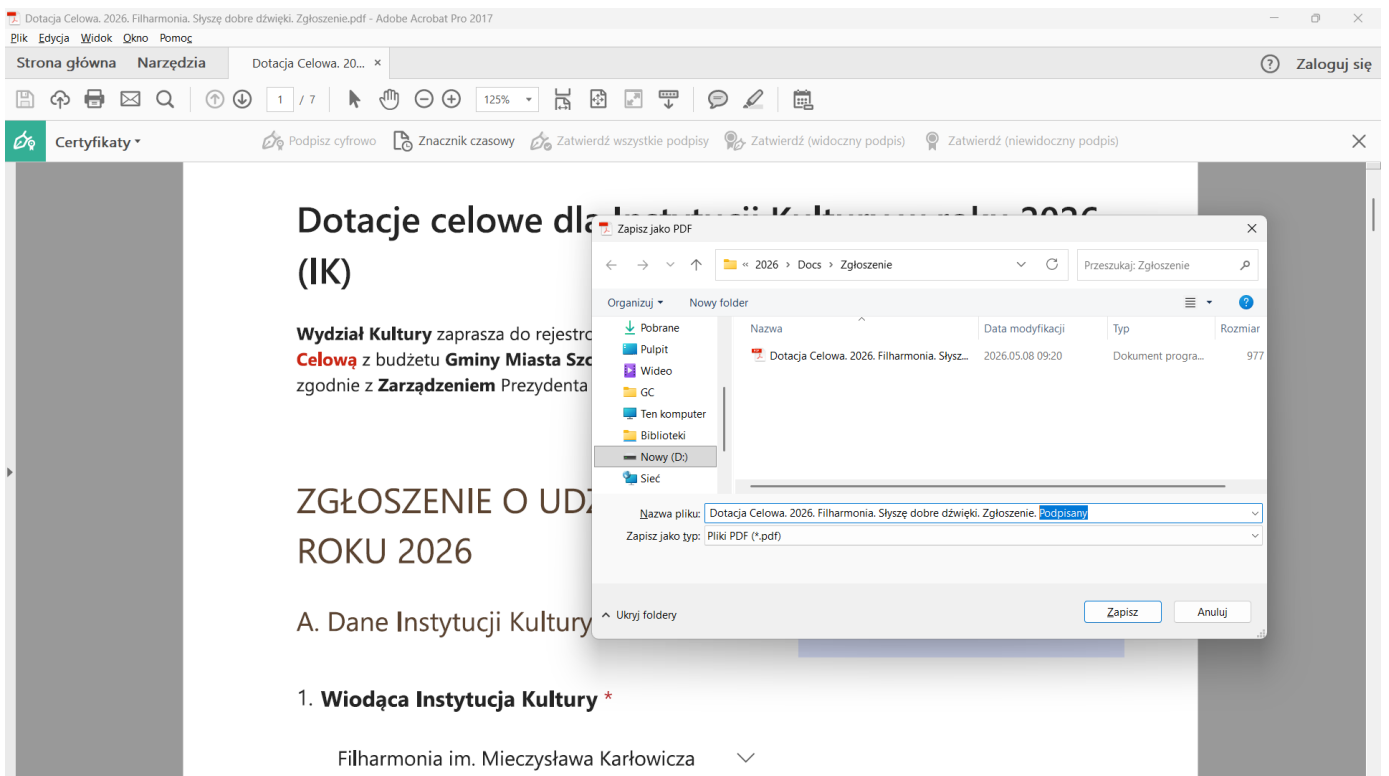 Dotacja Celowa. 2026. Filharmonia. Słyszę dobre dźwięki. Zgłoszenie.pdf - Adobe Acrobat Pro 2017
Plik Edycja Widok Okno Pomoc
Strona główna Narzędzia Dotacja Celowa. 20... × Zaloguj się
1 / 7 125%
Certyfikaty Podpisz cyfrowo Znacznik czasowy Zatwierdź wszystkie podpisy Zatwierdź (widoczny podpis) Zatwierdź (niewidoczny podpis)
Dotacje celowe dla Instytucji Kultury w roku 2026
(IK)
Wydział Kultury zaprasza do rejestro
Celową z budżetu Gminy Miasta Szc
zgodnie z Zarządzeniem Prezydenta
ZGŁOSZENIE O UDZ
ROKU 2026
A. Dane Instytucji Kultury
1. Wiodąca Instytucja Kultury *
Filharmonia im. Mieczysława Karłowicza
Zapisz jako PDF
« 2026 › Docs › Zgłoszenie
Przeszukaj: Zgłoszenie
Organizuj Nowy folder
Pobrane
Pulpit
Wideo
GC
Ten komputer
Biblioteki
Nowy (D:)
Sieć
Nazwa Data modyfikacji Typ Rozmiar
Dotacja Celowa. 2026. Filharmonia. Słysz... 2026.05.08 09:20 Dokument progra... 977
Nazwa pliku: Dotacja Celowa. 2026. Filharmonia. Słyszę dobre dźwięki. Zgłoszenie. Podpisany
Zapisz jako typ: Pliki PDF (*.pdf)
Ukryj foldery Zapisz Anuluj